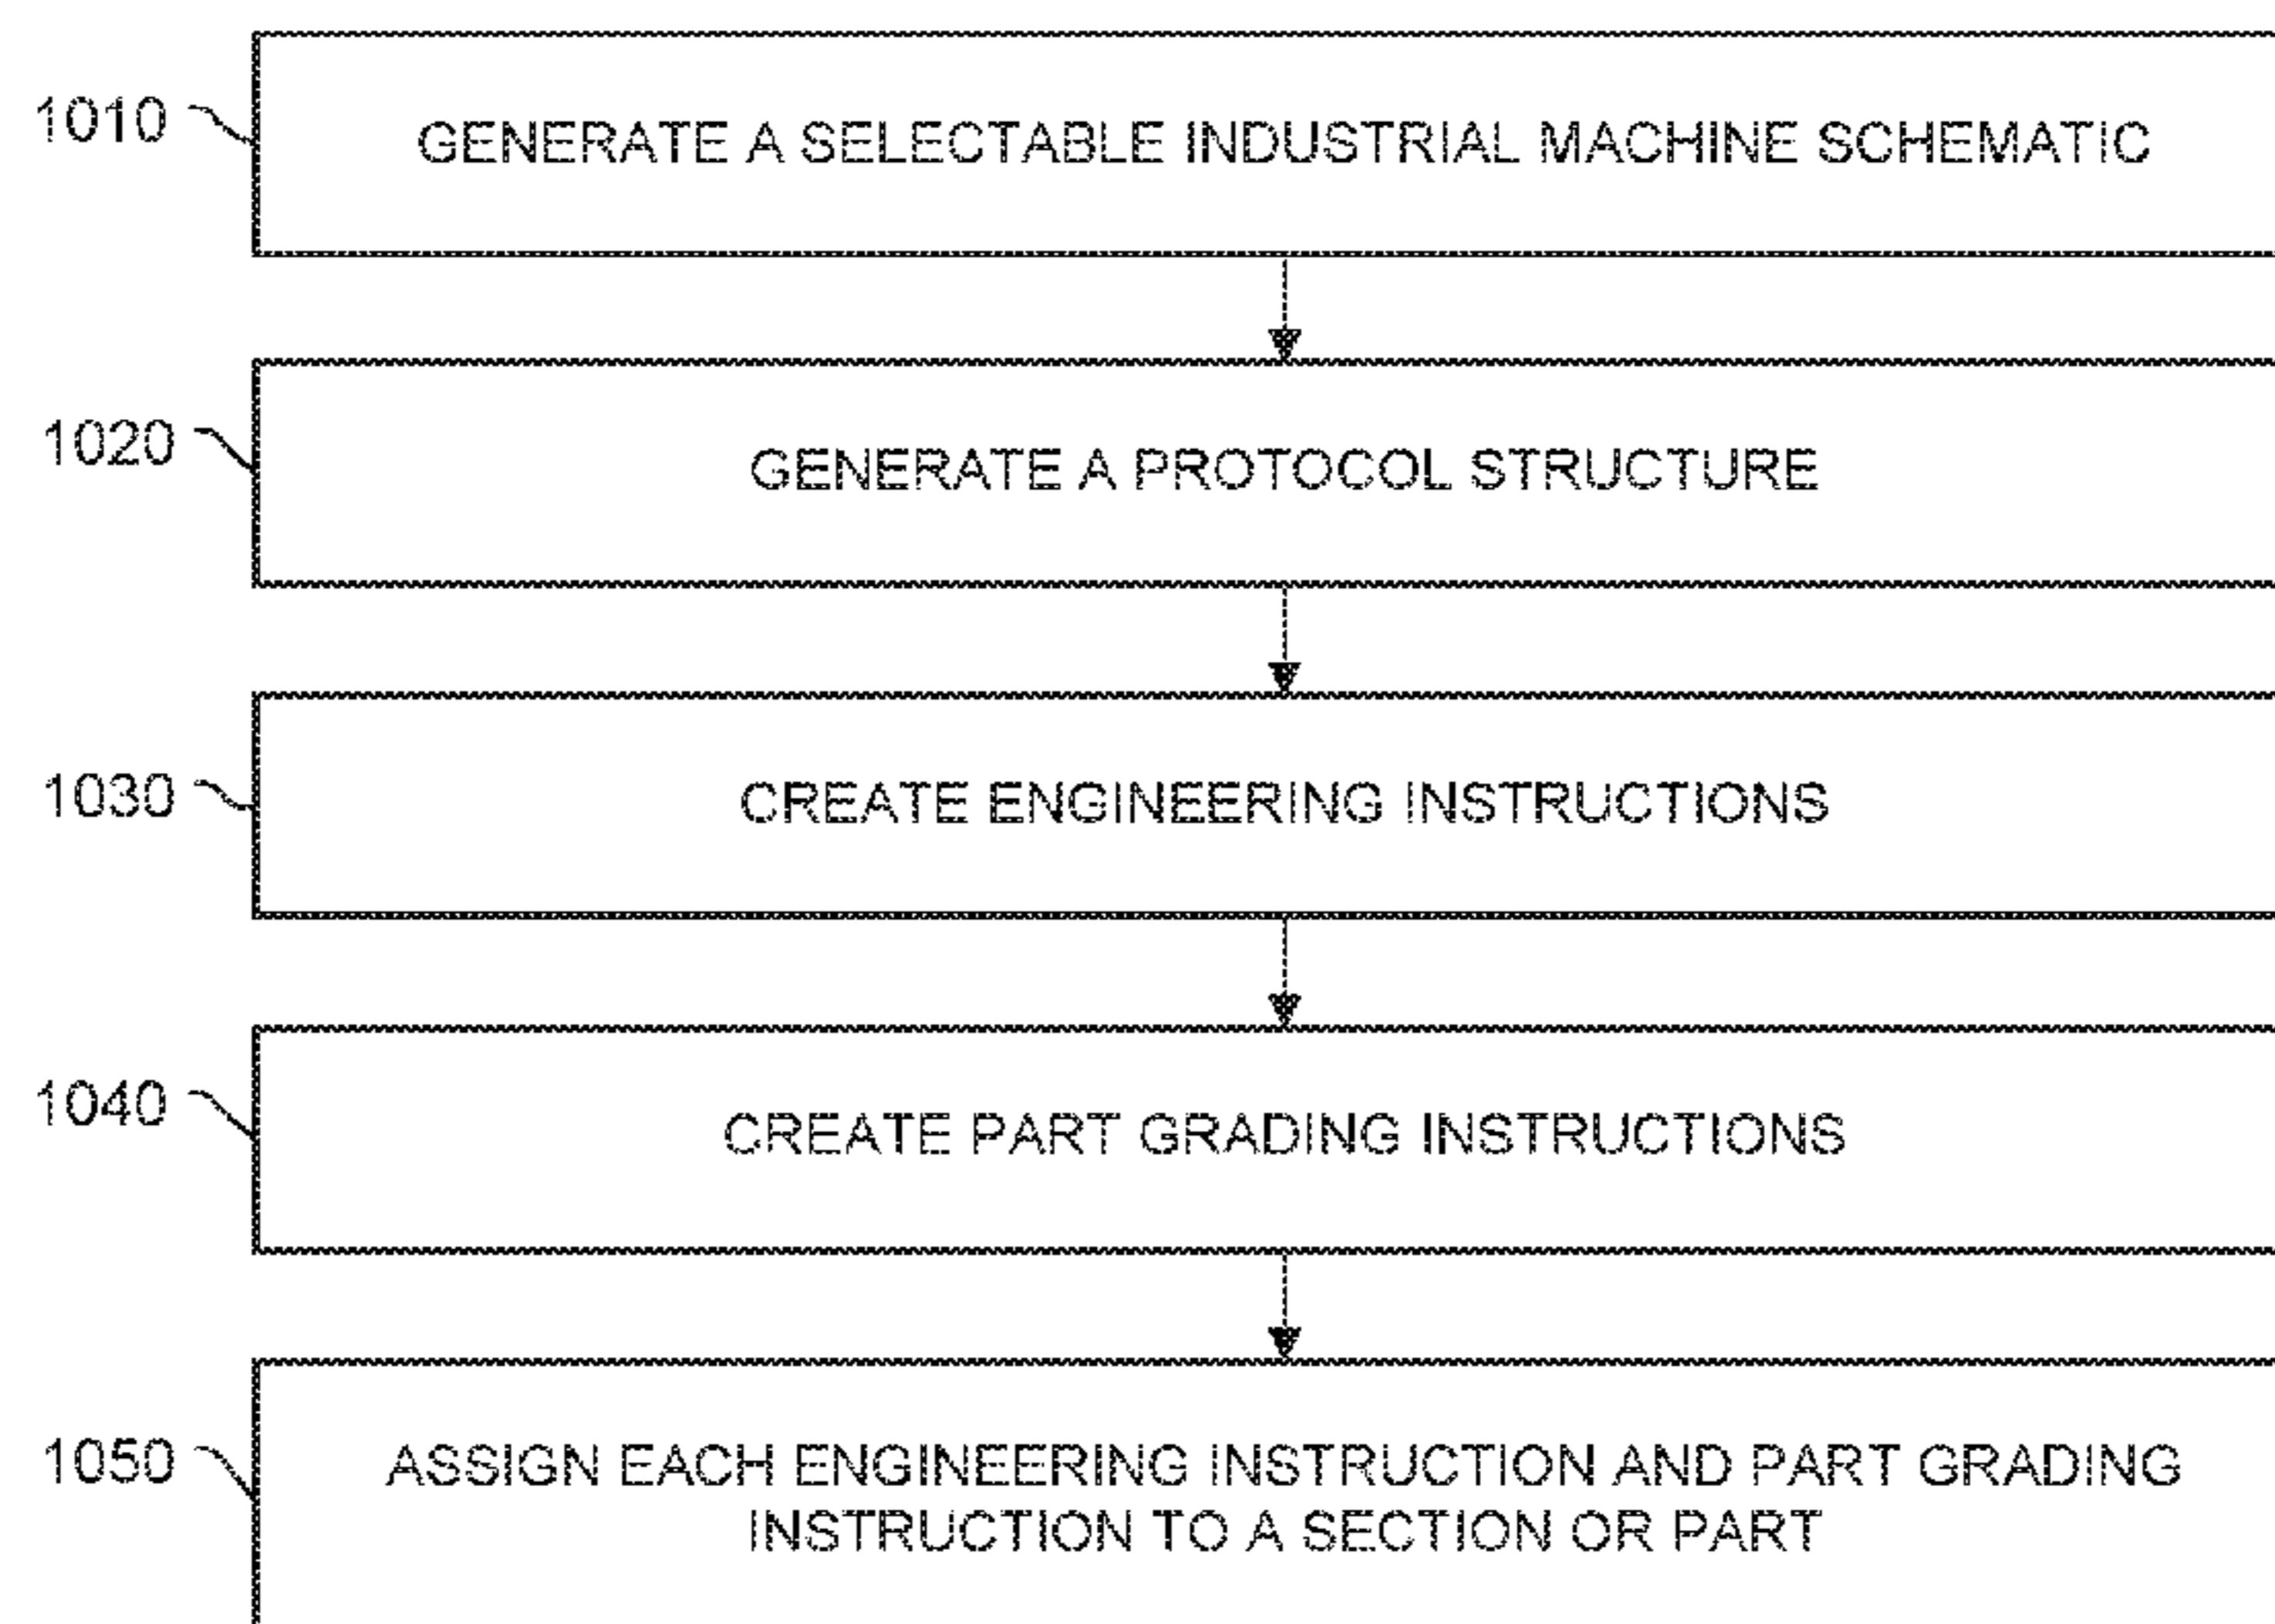 1010
GENERATE A SELECTABLE INDUSTRIAL MACHINE SCHEMATIC
1020
GENERATE A PROTOCOL STRUCTURE
1030
CREATE ENGINEERING INSTRUCTIONS
1040
CREATE PART GRADING INSTRUCTIONS
1050
ASSIGN EACH ENGINEERING INSTRUCTION AND PART GRADING
INSTRUCTION TO A SECTION OR PART